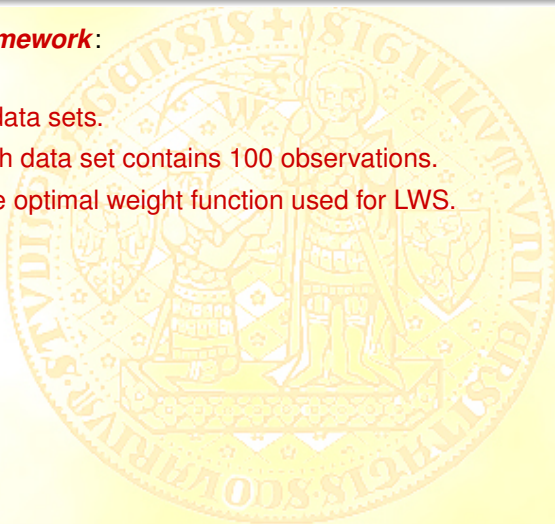 mework:
data sets.
h data set contains 100 observations.
e optimal weight function used for LWS.